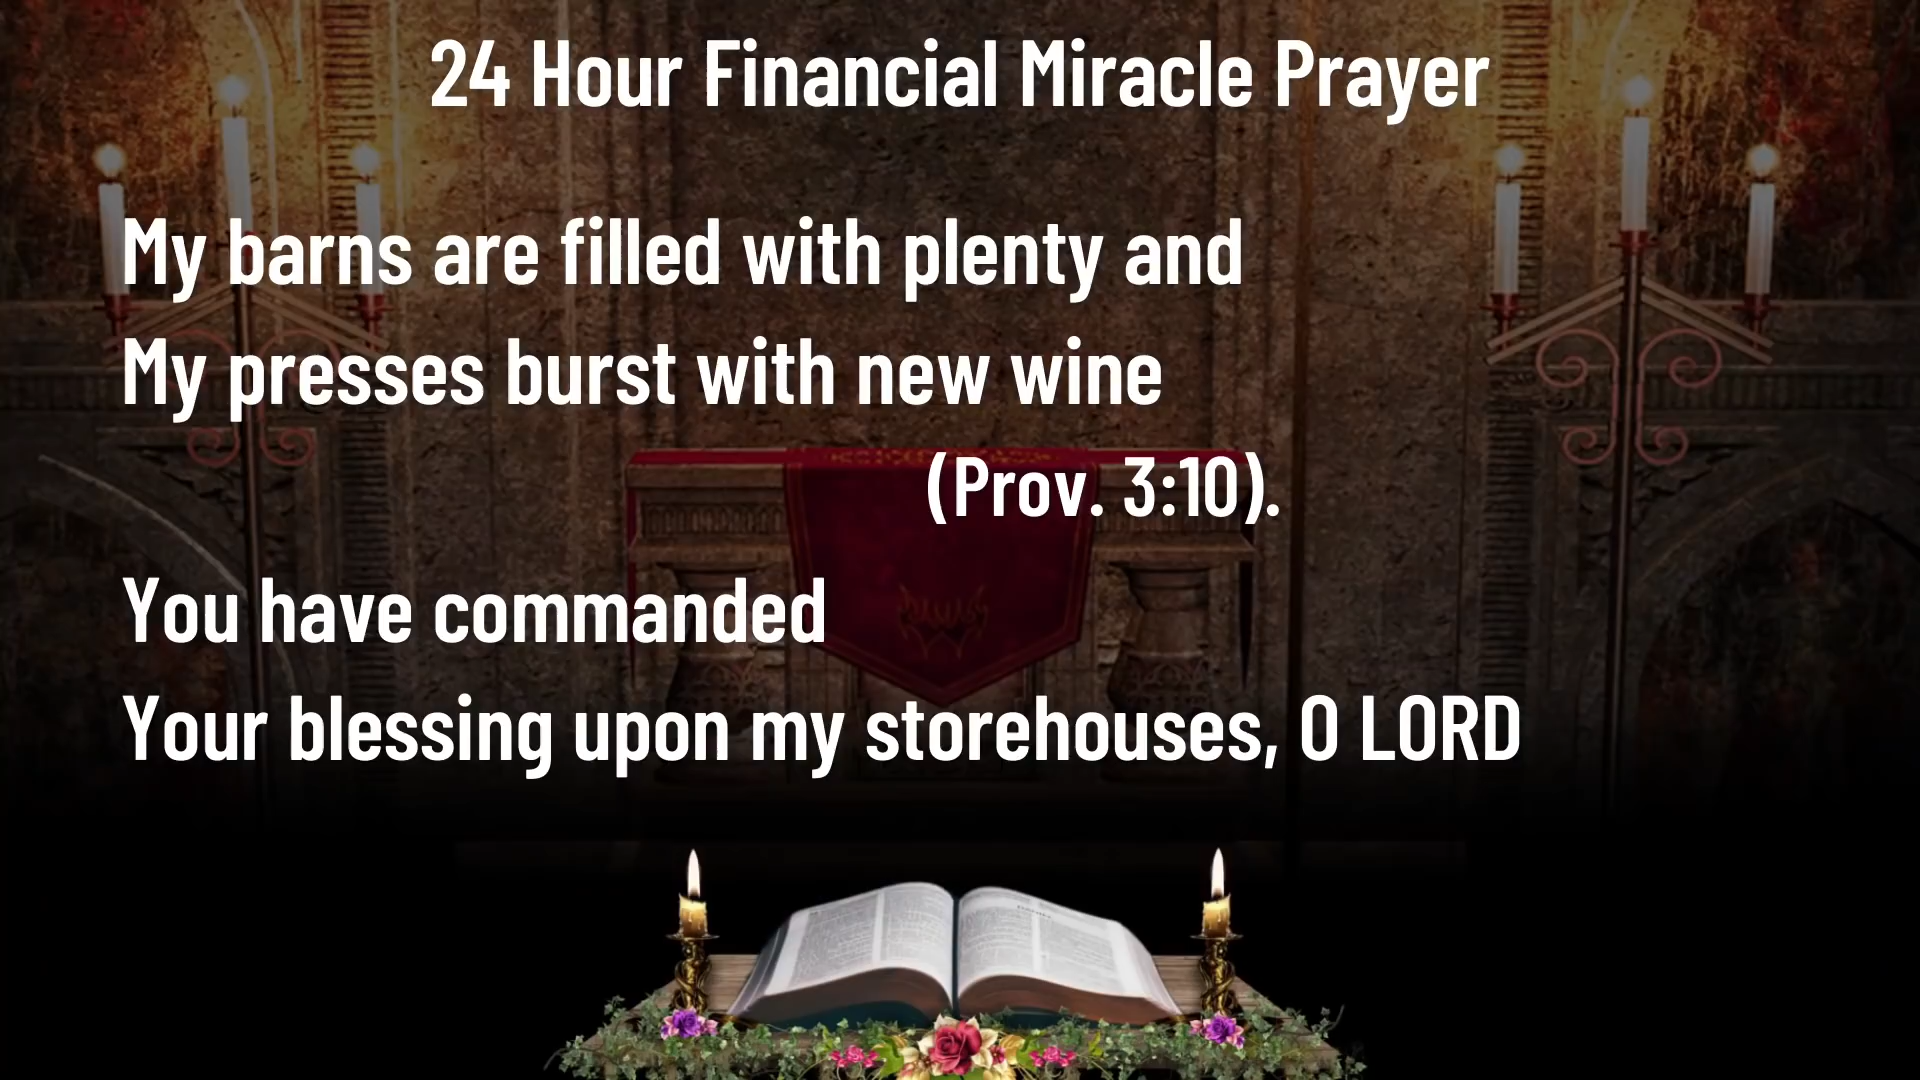 24 Hour Financial Miracle Prayer
My barns are filled with plenty and
My presses burst with new wine
(Prov. 3:10).
You have commanded
Your blessing upon my storehouses, O LORD